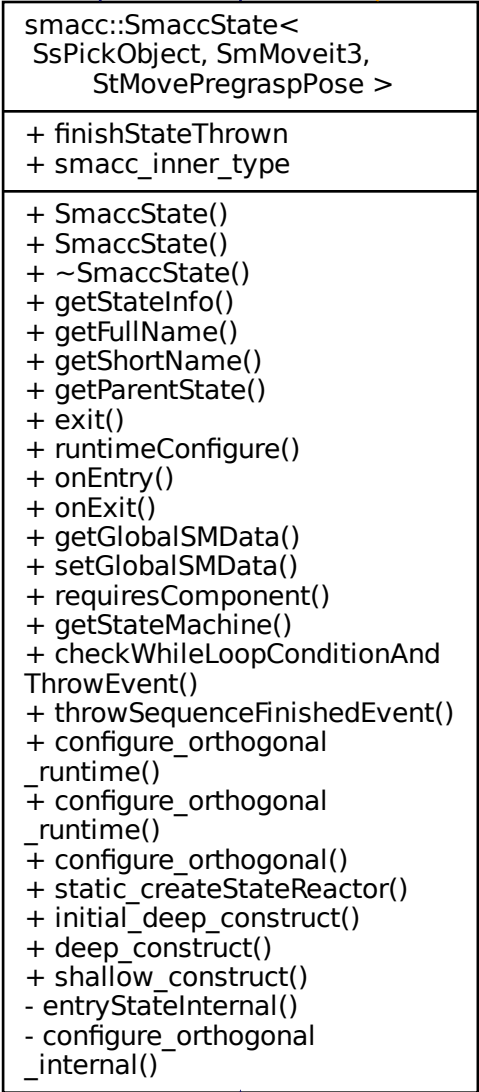 smacc::SmaccState<
SsPickObject, SmMoveit3,
StMovePregraspPose >
+ finishStateThrown
+ smacc_inner_type
+ SmaccState()
+ SmaccState()
+ ~SmaccState()
+ getStateInfo()
+ getFullName()
+ getShortName()
+ getParentState()
+ exit()
+ runtimeConfigure()
+ onEntry()
+ onExit()
+ getGlobalSMData()
+ setGlobalSMData()
+ requiresComponent()
+ getStateMachine()
+ checkWhileLoopConditionAnd
ThrowEvent()
+ throwSequenceFinishedEvent()
+ configure_orthogonal
_runtime()
+ configure_orthogonal
_runtime()
+ configure_orthogonal()
+ static_createStateReactor()
+ initial_deep_construct()
+ deep_construct()
+ shallow_construct()
- entryStateInternal()
- configure_orthogonal
_internal()